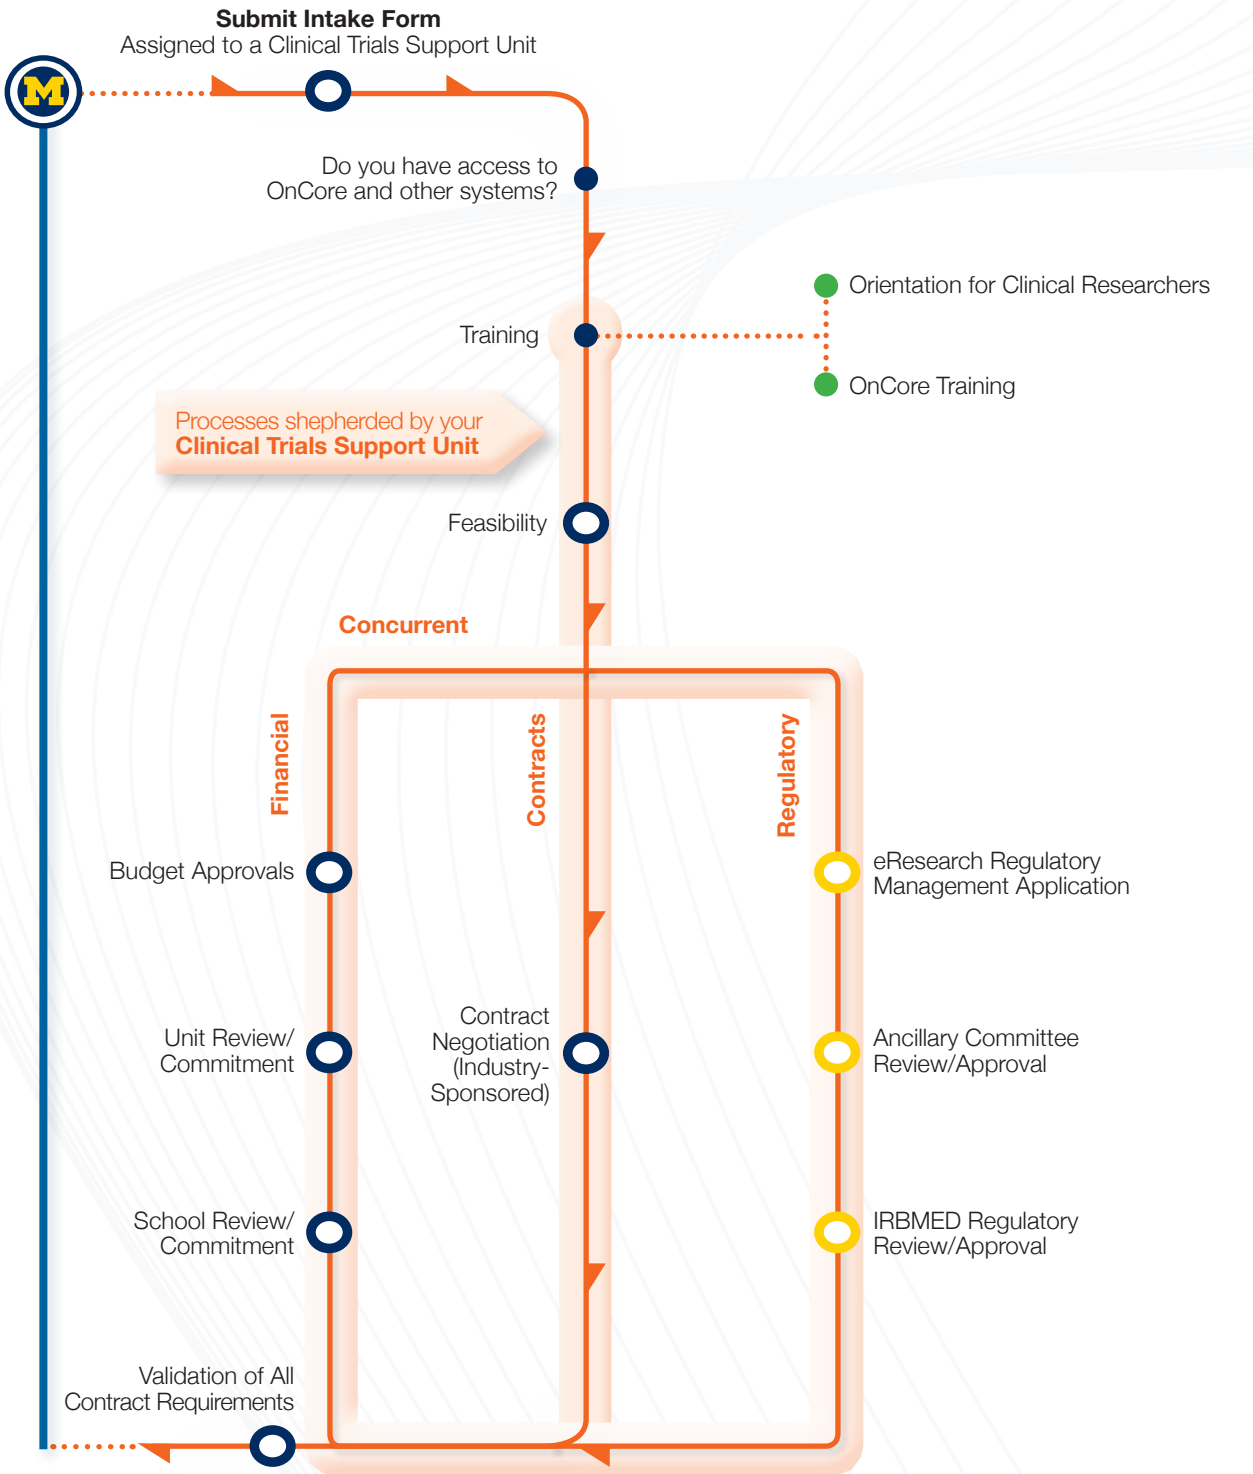 Submit Intake Form
Assigned to a Clinical Trials Support Unit
M
Do you have access to
OnCore and other systems?
Orientation for Clinical Researchers
Training
OnCore Training
Processes shepherded by your
Clinical Trials Support Unit
Feasibility
Concurrent
Financial
Contracts
Regulatory
Budget Approvals
eResearch Regulatory
Management Application
Contract
Negotiation
(Industry-
Sponsored)
Unit Review/
Commitment
Ancillary Committee
Review/Approval
School Review/
Commitment
IRBMED Regulatory
Review/Approval
Validation of All
Contract Requirements